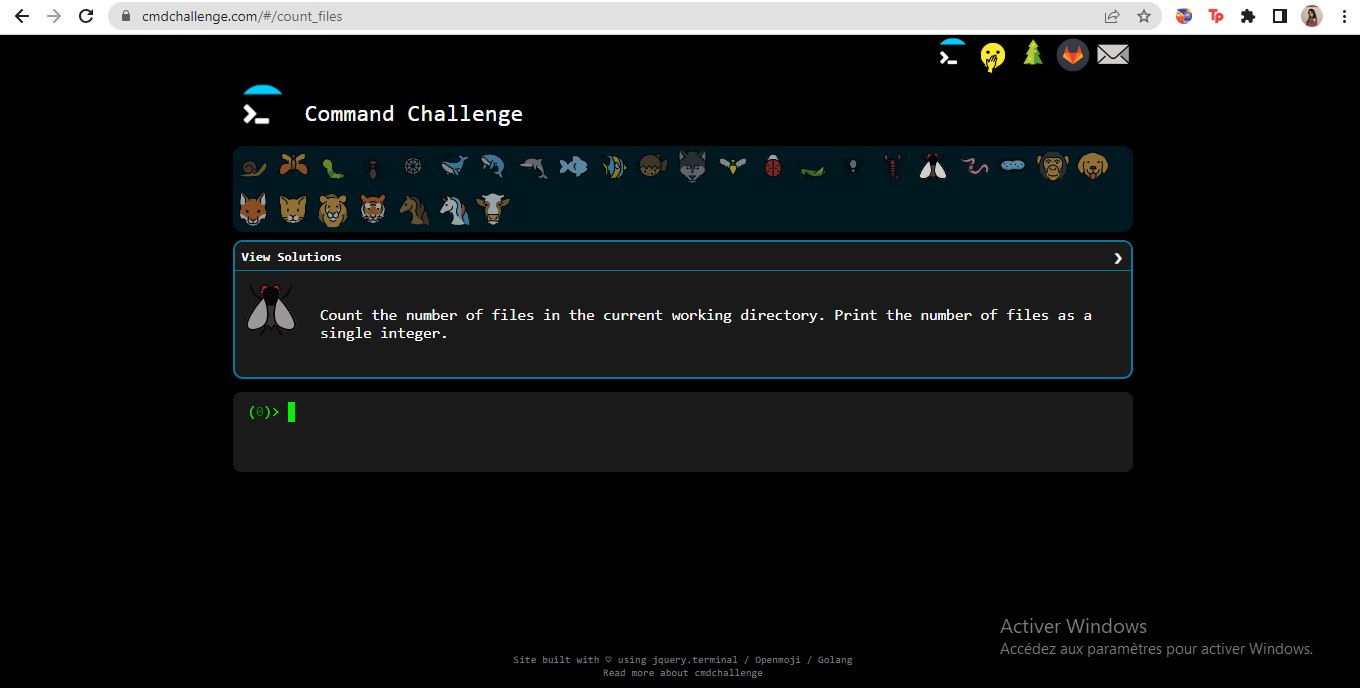 cmdchallenge.com/#/count_files
Tp
>_
>_
Command Challenge
View Solutions
Count the number of files in the current working directory. Print the number of files as a
single integer.
(0)>
Activer Windows
Accédez aux paramètres pour activer Windows.
Site built with ♡ using jquery.terminal / Openmoji / Golang
Read more about cmdchallenge